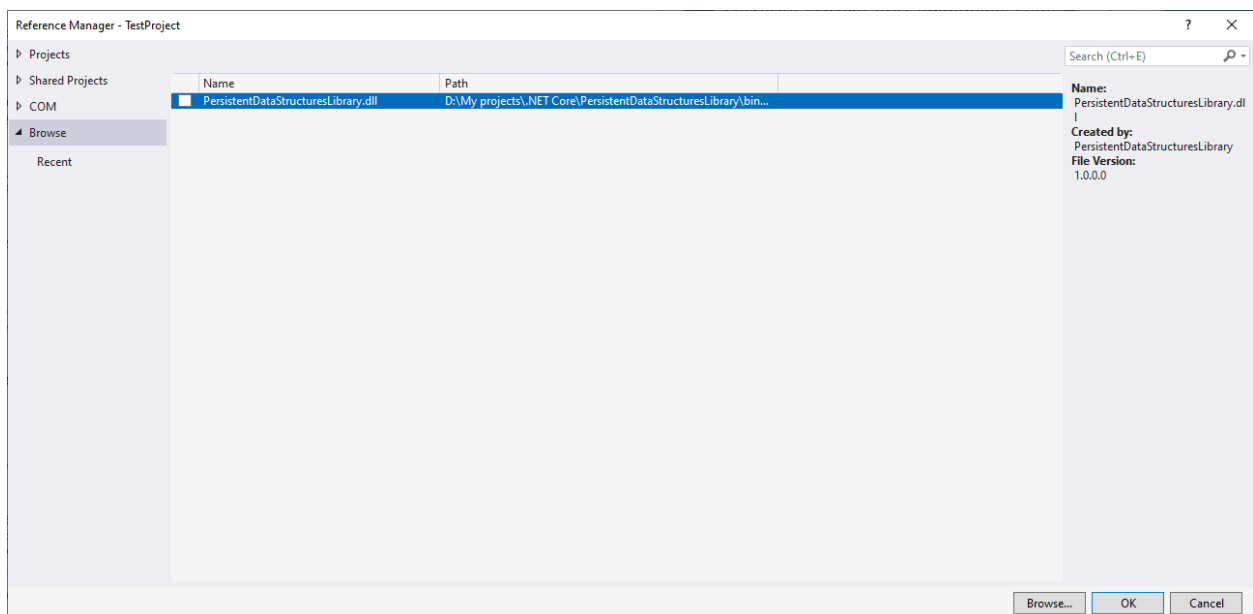 Reference Manager - TestProject
?
Projects
Shared Projects
COM
Browse
Recent
Name Path
PersistentDataStructuresLibrary.dll D:\My projects\.NET Core\PersistentDataStructuresLibrary\bin...
Search (Ctrl+E)
Name:
PersistentDataStructuresLibrary.dl
l
Created by:
PersistentDataStructuresLibrary
File Version:
1.0.0.0
Browse... OK Cancel